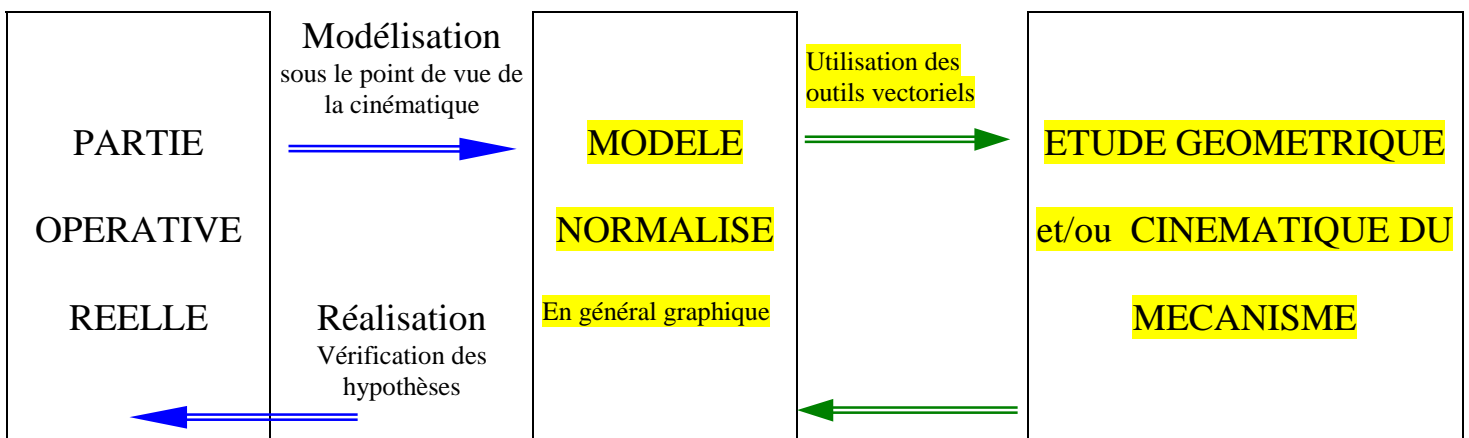 PARTIE
OPERATIVE
REELLE
Modélisation
sous le point de vue de
la cinématique
Réalisation
Vérification des
hypothèses
MODELE
NORMALISE
En général graphique
Utilisation des
outils vectoriels
ETUDE GEOMETRIQUE
et/ou CINEMATIQUE DU
MECANISME